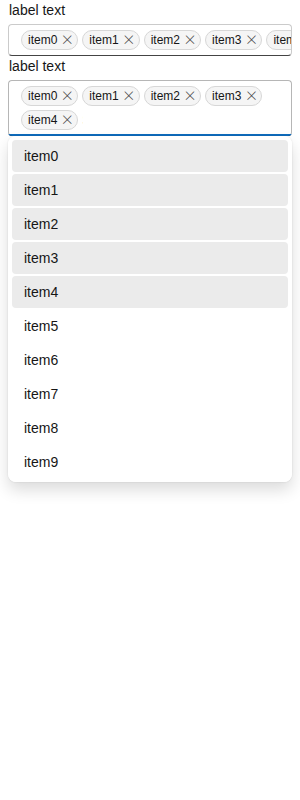 label text
item0 item1 item2 item3 item
label text
item0 item1 item2 item3
item4
item0
item1
item2
item3
item4
item5
item6
item7
item8
item9